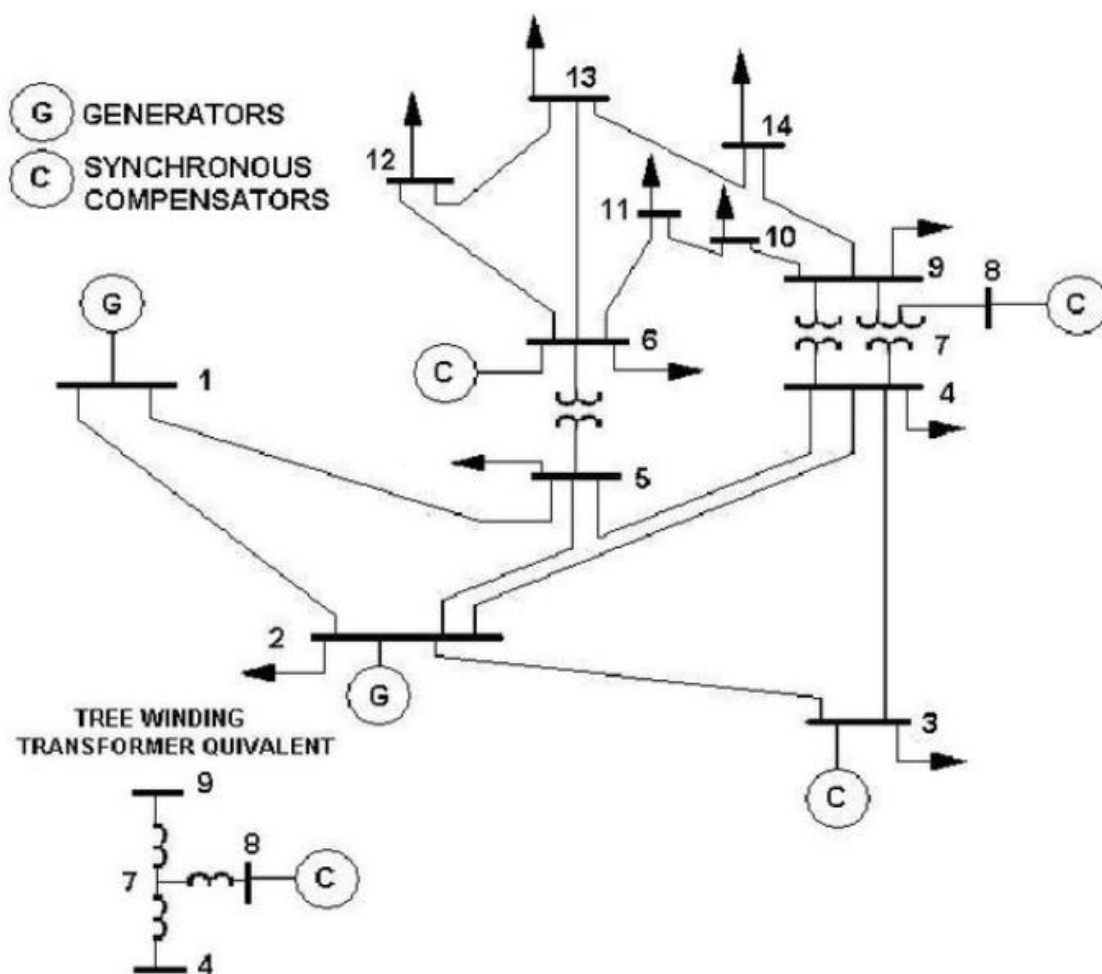 13
G GENERATORS
14
C SYNCHRONOUS
COMPENSATORS
12
11
10
9
8
C
G
6
7
C
1
4
5
2
G
TREE WINDING
TRANSFORMER QUIVALENT
3
C
9
8
7
C
4